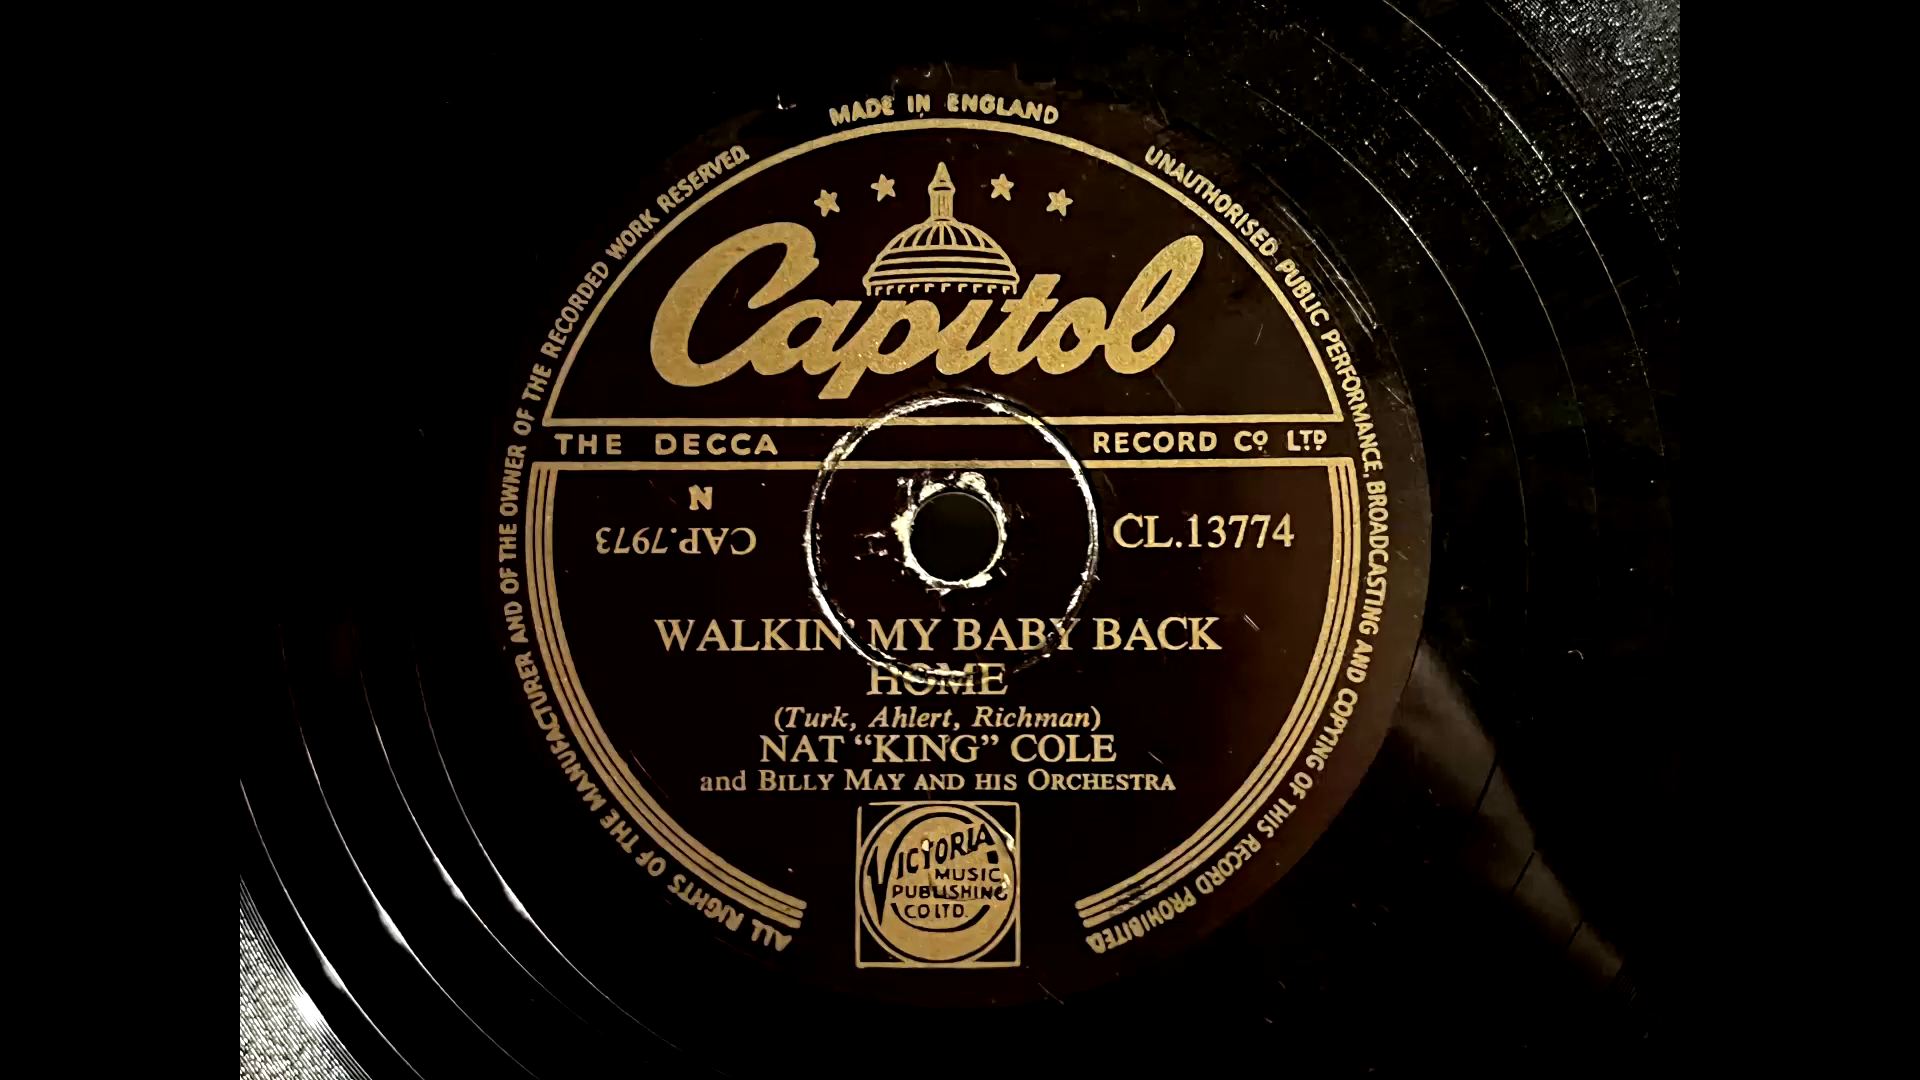 MADE IN ENGLAND
ALL RIGHTS OF THE MANUFACTURER AND OF THE OWNER OF THE RECORDED WORK RESERVED
UNAUTHORISED PUBLIC PERFORMANCE, BROADCASTING AND COPYING OF THIS RECORD PROHIBITED
Capitol
THE DECCA RECORD Cº LTD
N
CAP.7973
CL.13774
WALKIN' MY BABY BACK
HOME
(Turk, Ahlert, Richman)
NAT “KING” COLE
and BILLY MAY AND HIS ORCHESTRA
VICTORIA
MUSIC
PUBLISHING
CO LTD.